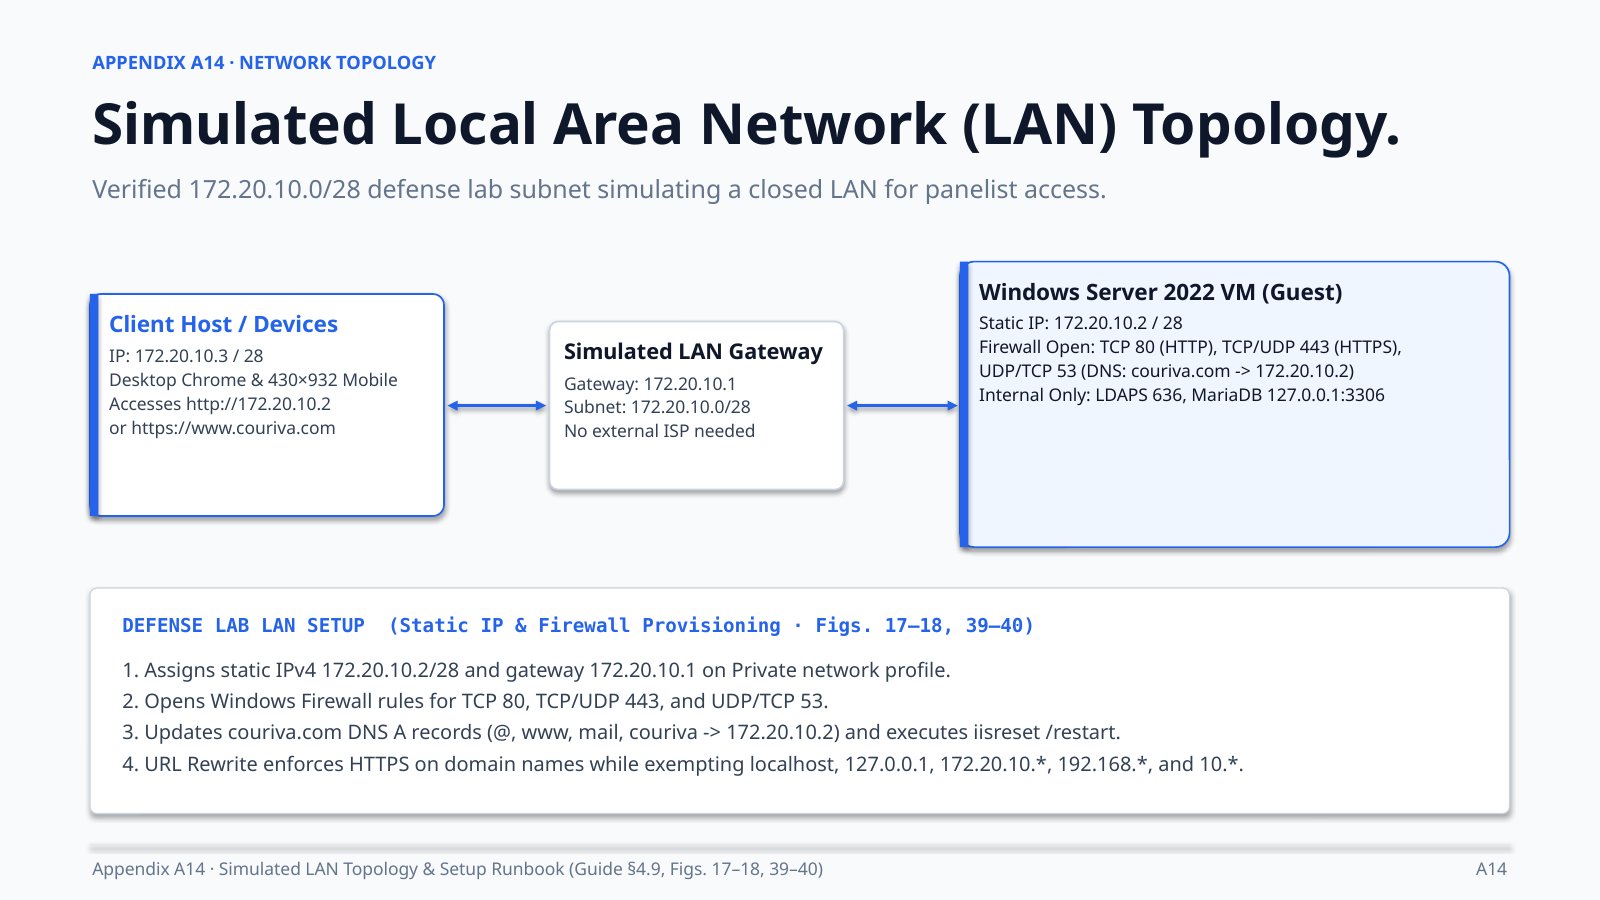 APPENDIX A14 · NETWORK TOPOLOGY
Simulated Local Area Network (LAN) Topology.
Verified 172.20.10.0/28 defense lab subnet simulating a closed LAN for panelist access.
Client Host / Devices
IP: 172.20.10.3 / 28
Desktop Chrome & 430×932 Mobile
Accesses http://172.20.10.2
or https://www.couriva.com
Simulated LAN Gateway
Gateway: 172.20.10.1
Subnet: 172.20.10.0/28
No external ISP needed
Windows Server 2022 VM (Guest)
Static IP: 172.20.10.2 / 28
Firewall Open: TCP 80 (HTTP), TCP/UDP 443 (HTTPS),
UDP/TCP 53 (DNS: couriva.com -> 172.20.10.2)
Internal Only: LDAPS 636, MariaDB 127.0.0.1:3306
DEFENSE LAB LAN SETUP (Static IP & Firewall Provisioning · Figs. 17–18, 39–40)
1. Assigns static IPv4 172.20.10.2/28 and gateway 172.20.10.1 on Private network profile.
2. Opens Windows Firewall rules for TCP 80, TCP/UDP 443, and UDP/TCP 53.
3. Updates couriva.com DNS A records (@, www, mail, couriva -> 172.20.10.2) and executes iisreset /restart.
4. URL Rewrite enforces HTTPS on domain names while exempting localhost, 127.0.0.1, 172.20.10.*, 192.168.*, and 10.*.
Appendix A14 · Simulated LAN Topology & Setup Runbook (Guide §4.9, Figs. 17–18, 39–40)
A14